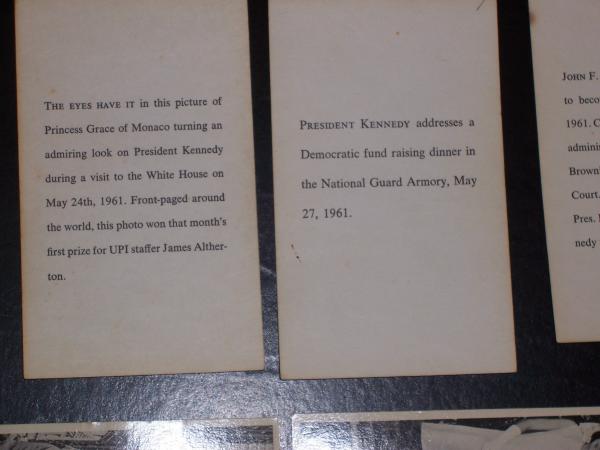 THE EYES HAVE IT in this picture of
Princess Grace of Monaco turning an
admiring look on President Kennedy
during a visit to the White House on
May 24th, 1961. Front-paged around
the world, this photo won that month's
first prize for UPI staffer James Alther-
ton.
PRESIDENT KENNEDY addresses a
Democratic fund raising dinner in
the National Guard Armory, May
27, 1961.
JOHN F.
to beco
1961. C
admini
Brown
Court.
Pres.
nedy